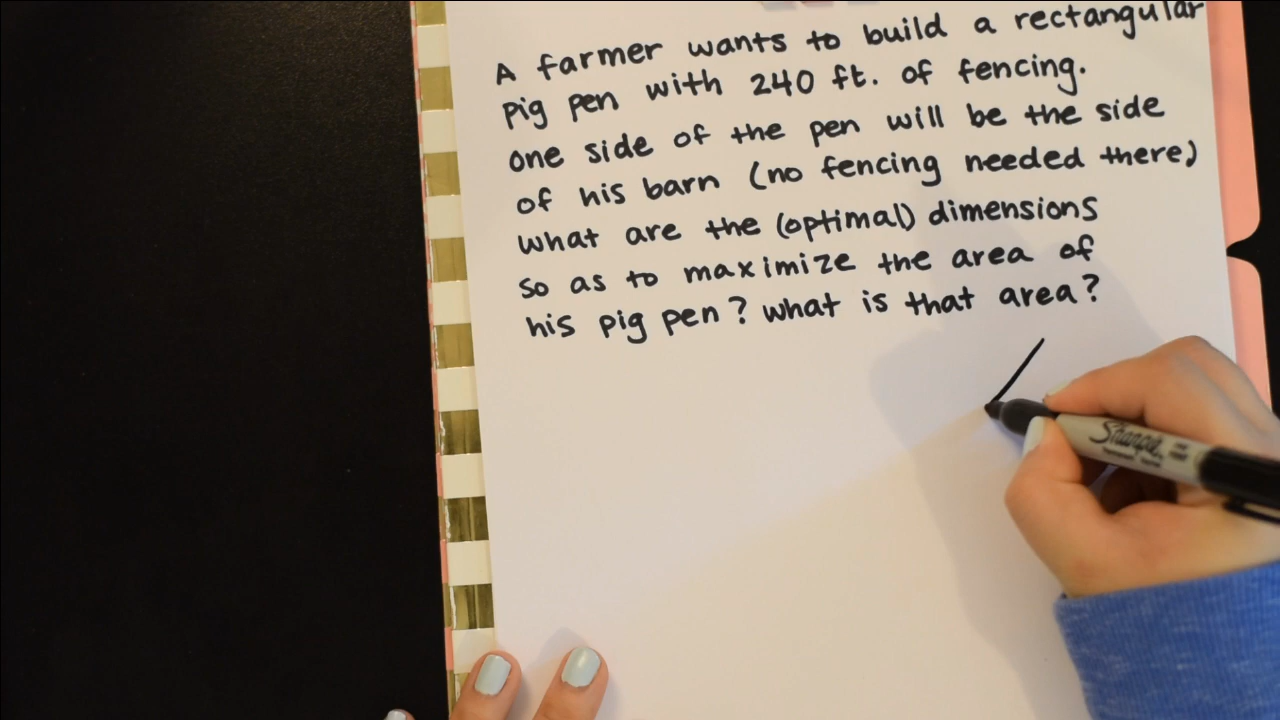 A farmer wants to build a rectangular
pig pen with 240 ft. of fencing.
one side of the pen will be the side
of his barn (no fencing needed there)
what are the (optimal) dimensions
so as to maximize the area of
his pig pen? what is that area?
Sharpie